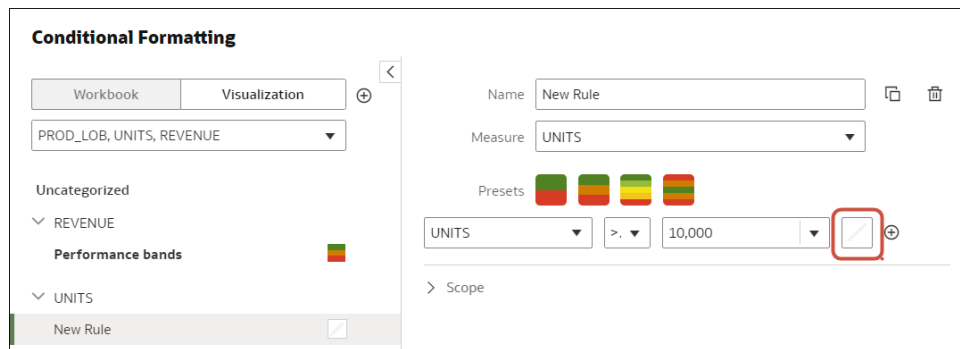 Conditional Formatting
Workbook
Visualization
PROD_LOB, UNITS, REVENUE
Uncategorized
REVENUE
Performance bands
UNITS
New Rule
Name
New Rule
Measure
UNITS
Presets
UNITS
>.
10,000
Scope